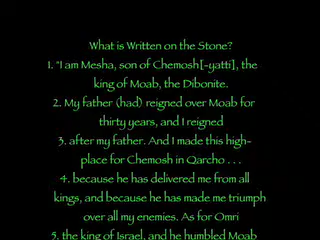 What is Written on the Stone?
1. "I am Mesha, son of Chemosh[-yatti], the
king of Moab, the Dibonite.
2. My father (had) reigned over Moab for
thirty years, and I reigned
3. after my father. And I made this high-
place for Chemosh in Qarcho . . .
4. because he has delivered me from all
kings, and because he has made me triumph
over all my enemies. As for Omri
5. the king of Israel, and he humbled Moab